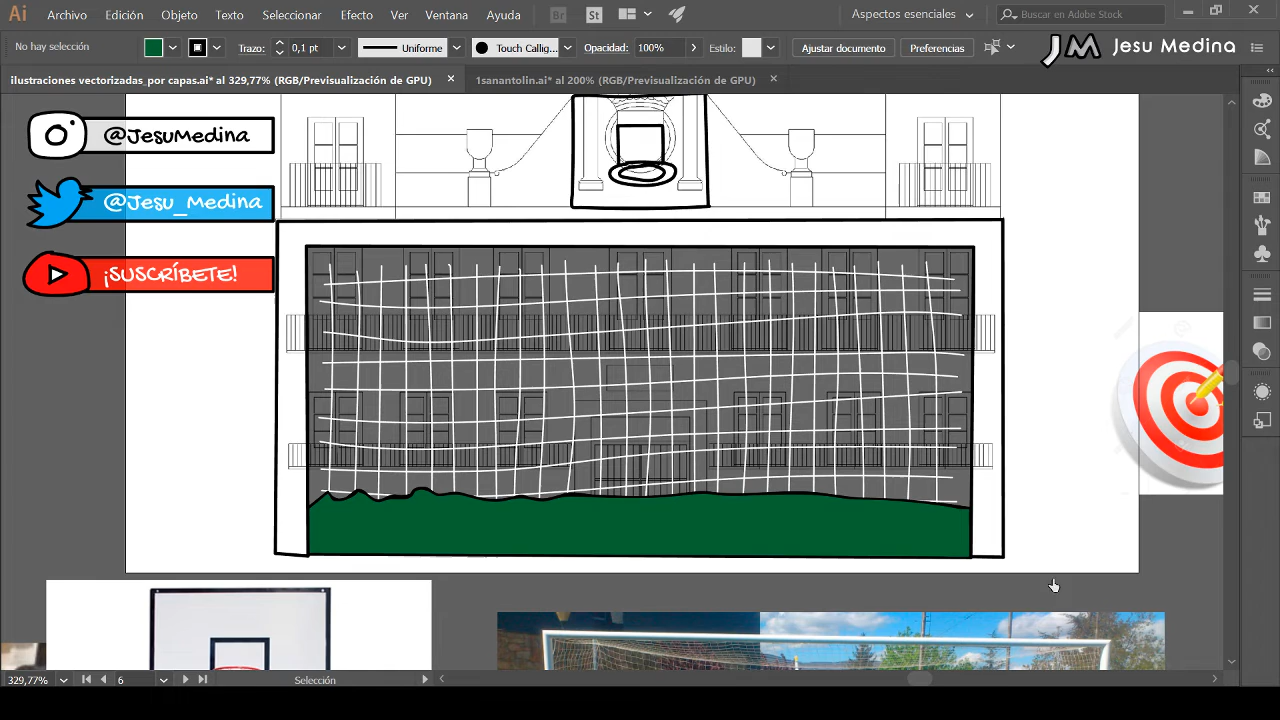 Ai
Archivo
Edición
Objeto
Texto
Seleccionar
Efecto
Ver
Ventana
Ayuda
Br
St
Aspectos esenciales
Buscar en Adobe Stock
No hay selección
Trazo:
0,1 pt
Uniforme
Touch Callig...
Opacidad:
100%
Estilo:
Ajustar documento
Preferencias
JM Jesu Medina
ilustraciones vectorizadas_por capas.ai* al 329,77% (RGB/Previsualización de GPU)
1sanantolin.ai* al 200% (RGB/Previsualización de GPU)
@JesuMedina
@Jesu_Medina
¡SUSCRÍBETE!
329,77%
6
Selección